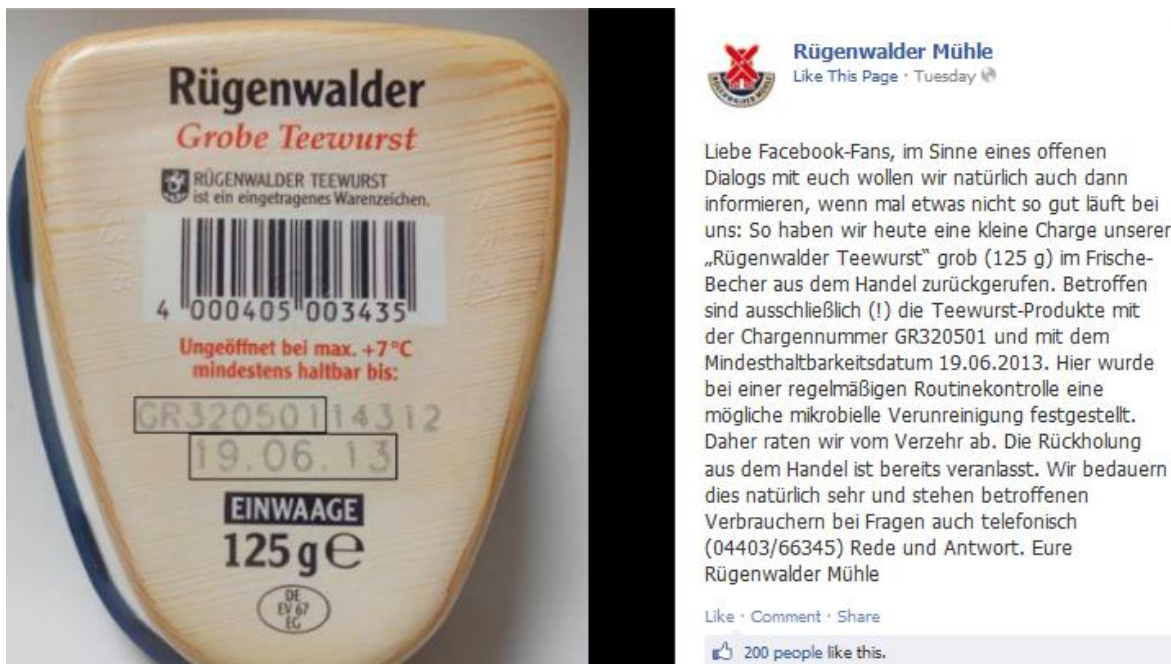 Rügenwalder
Grobe Teewurst
RÜGENWALDER TEEWURST
ist ein eingetragenes Warenzeichen.
4 000405 003435
Ungeöffnet bei max. +7°C
mindestens haltbar bis:
GR32050114312
19.06.13
EINWAAGE
125 g e
DE
EV 67
EG
Rügenwalder Mühle
Like This Page · Tuesday
RÜGENWALDER MÜHLE
Liebe Facebook-Fans, im Sinne eines offenen
Dialogs mit euch wollen wir natürlich auch dann
informieren, wenn mal etwas nicht so gut läuft bei
uns: So haben wir heute eine kleine Charge unserer
„Rügenwalder Teewurst“ grob (125 g) im Frische-
Becher aus dem Handel zurückgerufen. Betroffen
sind ausschließlich (!) die Teewurst-Produkte mit
der Chargennummer GR320501 und mit dem
Mindesthaltbarkeitsdatum 19.06.2013. Hier wurde
bei einer regelmäßigen Routinekontrolle eine
mögliche mikrobielle Verunreinigung festgestellt.
Daher raten wir vom Verzehr ab. Die Rückholung
aus dem Handel ist bereits veranlasst. Wir bedauern
dies natürlich sehr und stehen betroffenen
Verbrauchern bei Fragen auch telefonisch
(04403/66345) Rede und Antwort. Eure
Rügenwalder Mühle
Like · Comment · Share
200 people like this.